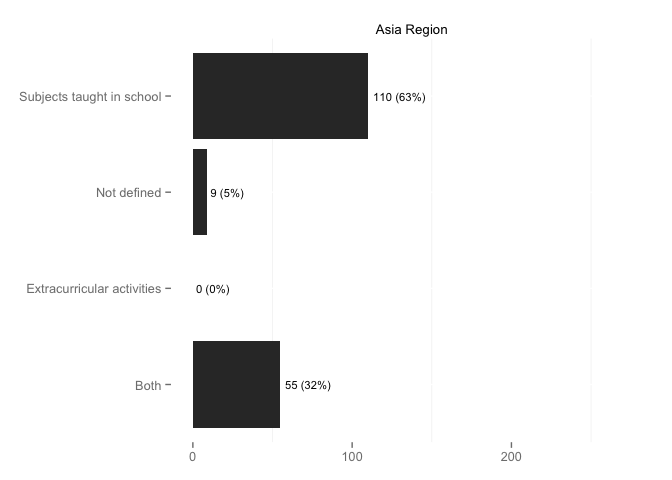 Asia Region
Subjects taught in school
110 (63%)
Not defined
9 (5%)
Extracurricular activities
0 (0%)
Both
55 (32%)
0
100
200